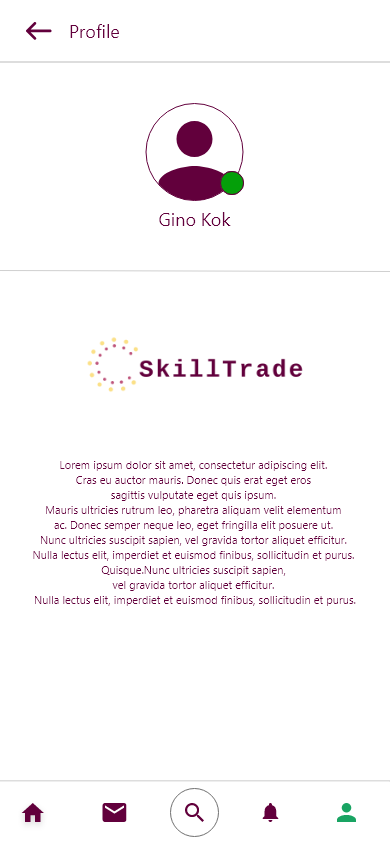 Profile
Gino Kok
SkillTrade
Lorem ipsum dolor sit amet, consectetur adipiscing elit.
Cras eu auctor mauris. Donec quis erat eget eros
sagittis vulputate eget quis ipsum.
Mauris ultricies rutrum leo, pharetra aliquam velit elementum
ac. Donec semper neque leo, eget fringilla elit posuere ut.
Nunc ultricies suscipit sapien, vel gravida tortor aliquet efficitur.
Nulla lectus elit, imperdiet et euismod finibus, sollicitudin et purus.
Quisque.Nunc ultricies suscipit sapien,
vel gravida tortor aliquet efficitur.
Nulla lectus elit, imperdiet et euismod finibus, sollicitudin et purus.